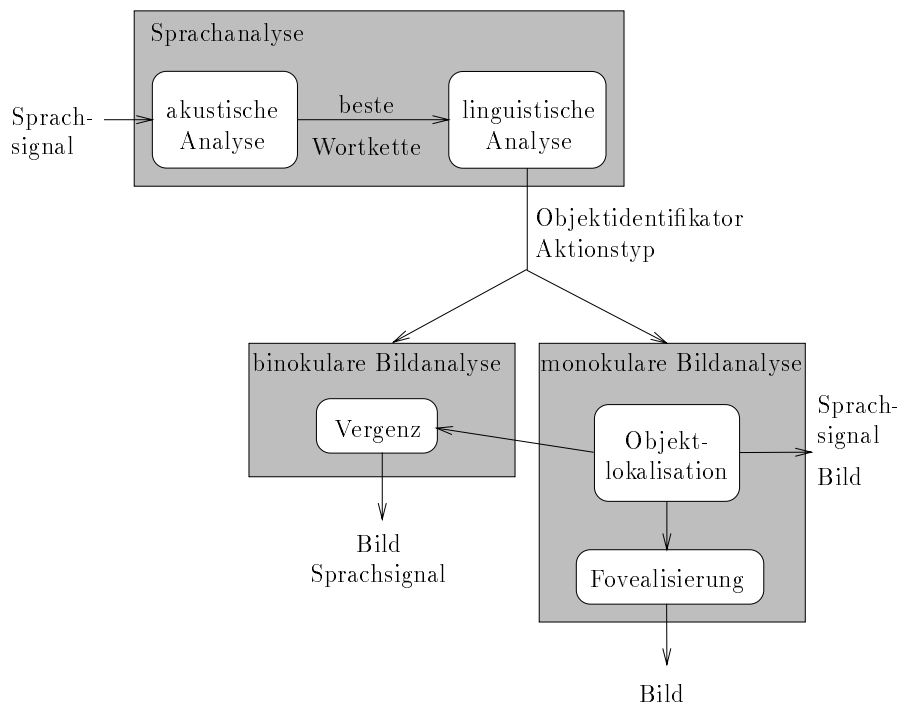 Sprachanalyse
Sprach-
signal
akustische
Analyse
beste
Wortkette
linguistische
Analyse
Objektidentifikator
Aktionstyp
binokulare Bildanalyse
Vergenz
Bild
Sprachsignal
monokulare Bildanalyse
Objekt-
lokalisation
Sprach-
signal
Bild
Fovealisierung
Bild